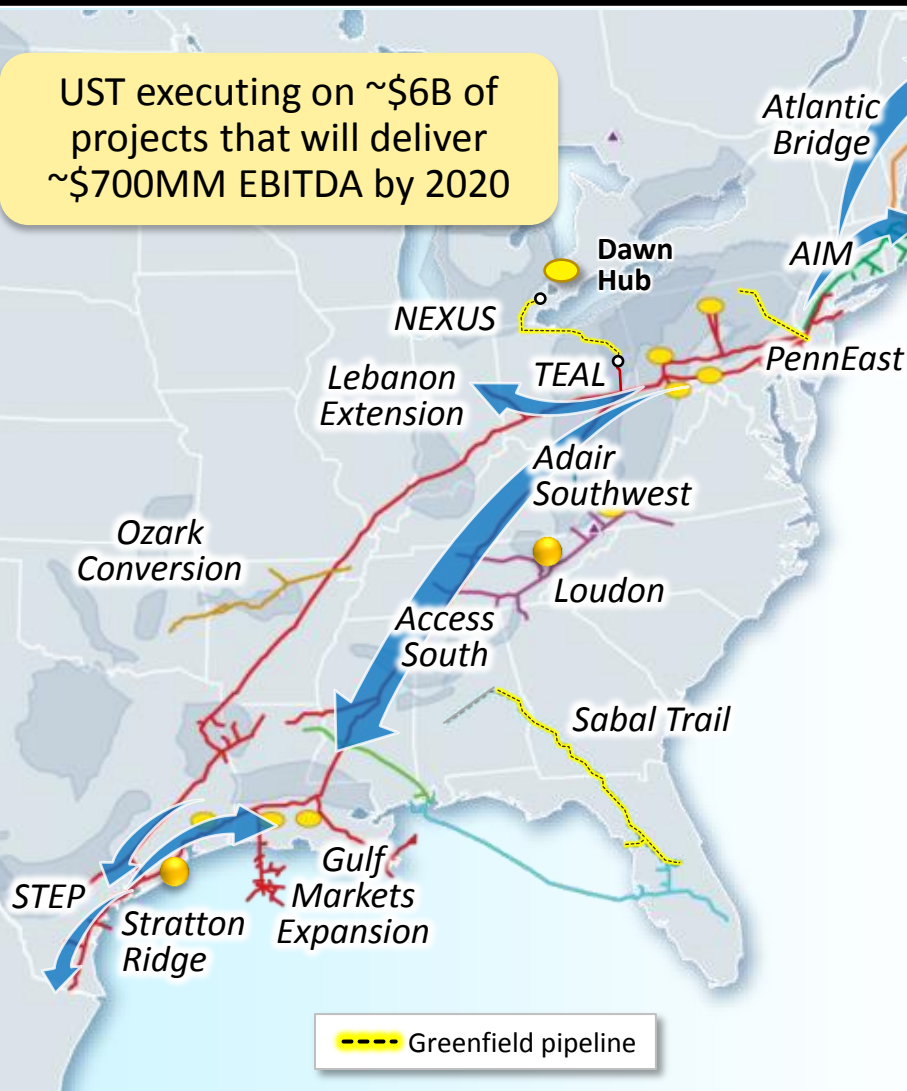 UST executing on ~$6B of
projects that will deliver
~$700MM EBITDA by 2020
Atlantic
Bridge
AIM
Dawn
Hub
NEXUS
PennEast
TEAL
Lebanon
Extension
Adair
Southwest
Ozark
Conversion
Loudon
Access
South
Sabal Trail
STEP
Stratton
Ridge
Gulf
Markets
Expansion
Greenfield pipeline